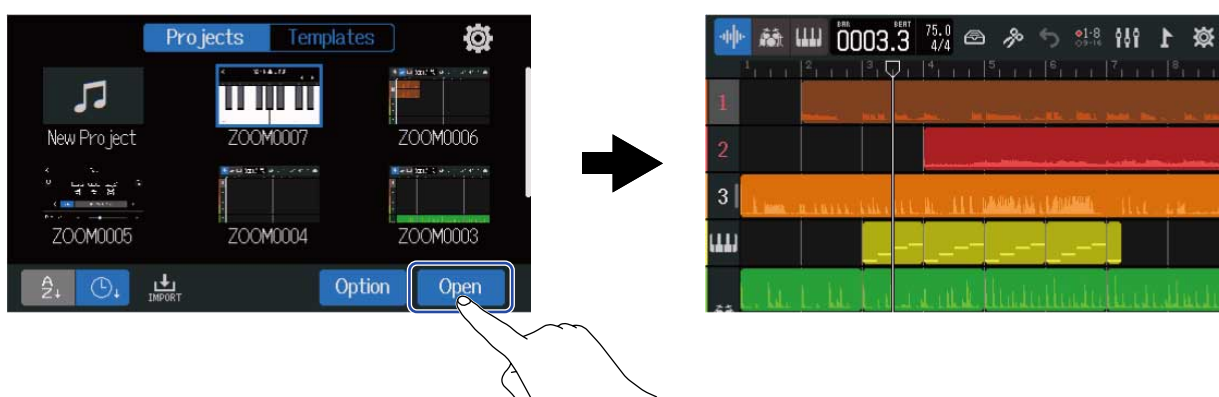 Projects Templates
New Project ZOOM0007 ZOOM0006
ZOOM0005 ZOOM0004 ZOOM0003
A Z IMPORT Option Open
BAR BEAT
0003.3 75.0 4/4 1-8 9-16
1 2 3 4 5 6 7 8
1
2
3